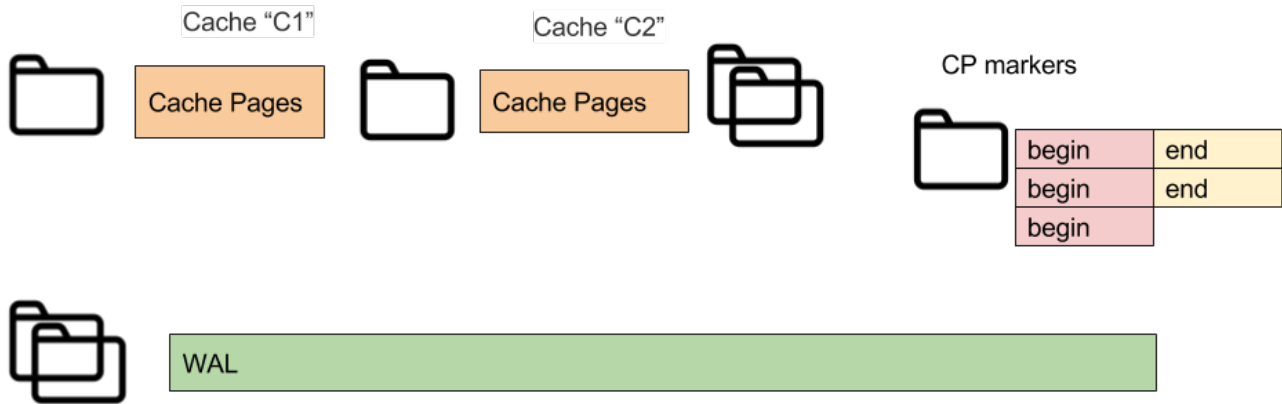 Cache “C1”
Cache “C2”
Cache Pages
Cache Pages
CP markers
begin end
begin end
begin
WAL